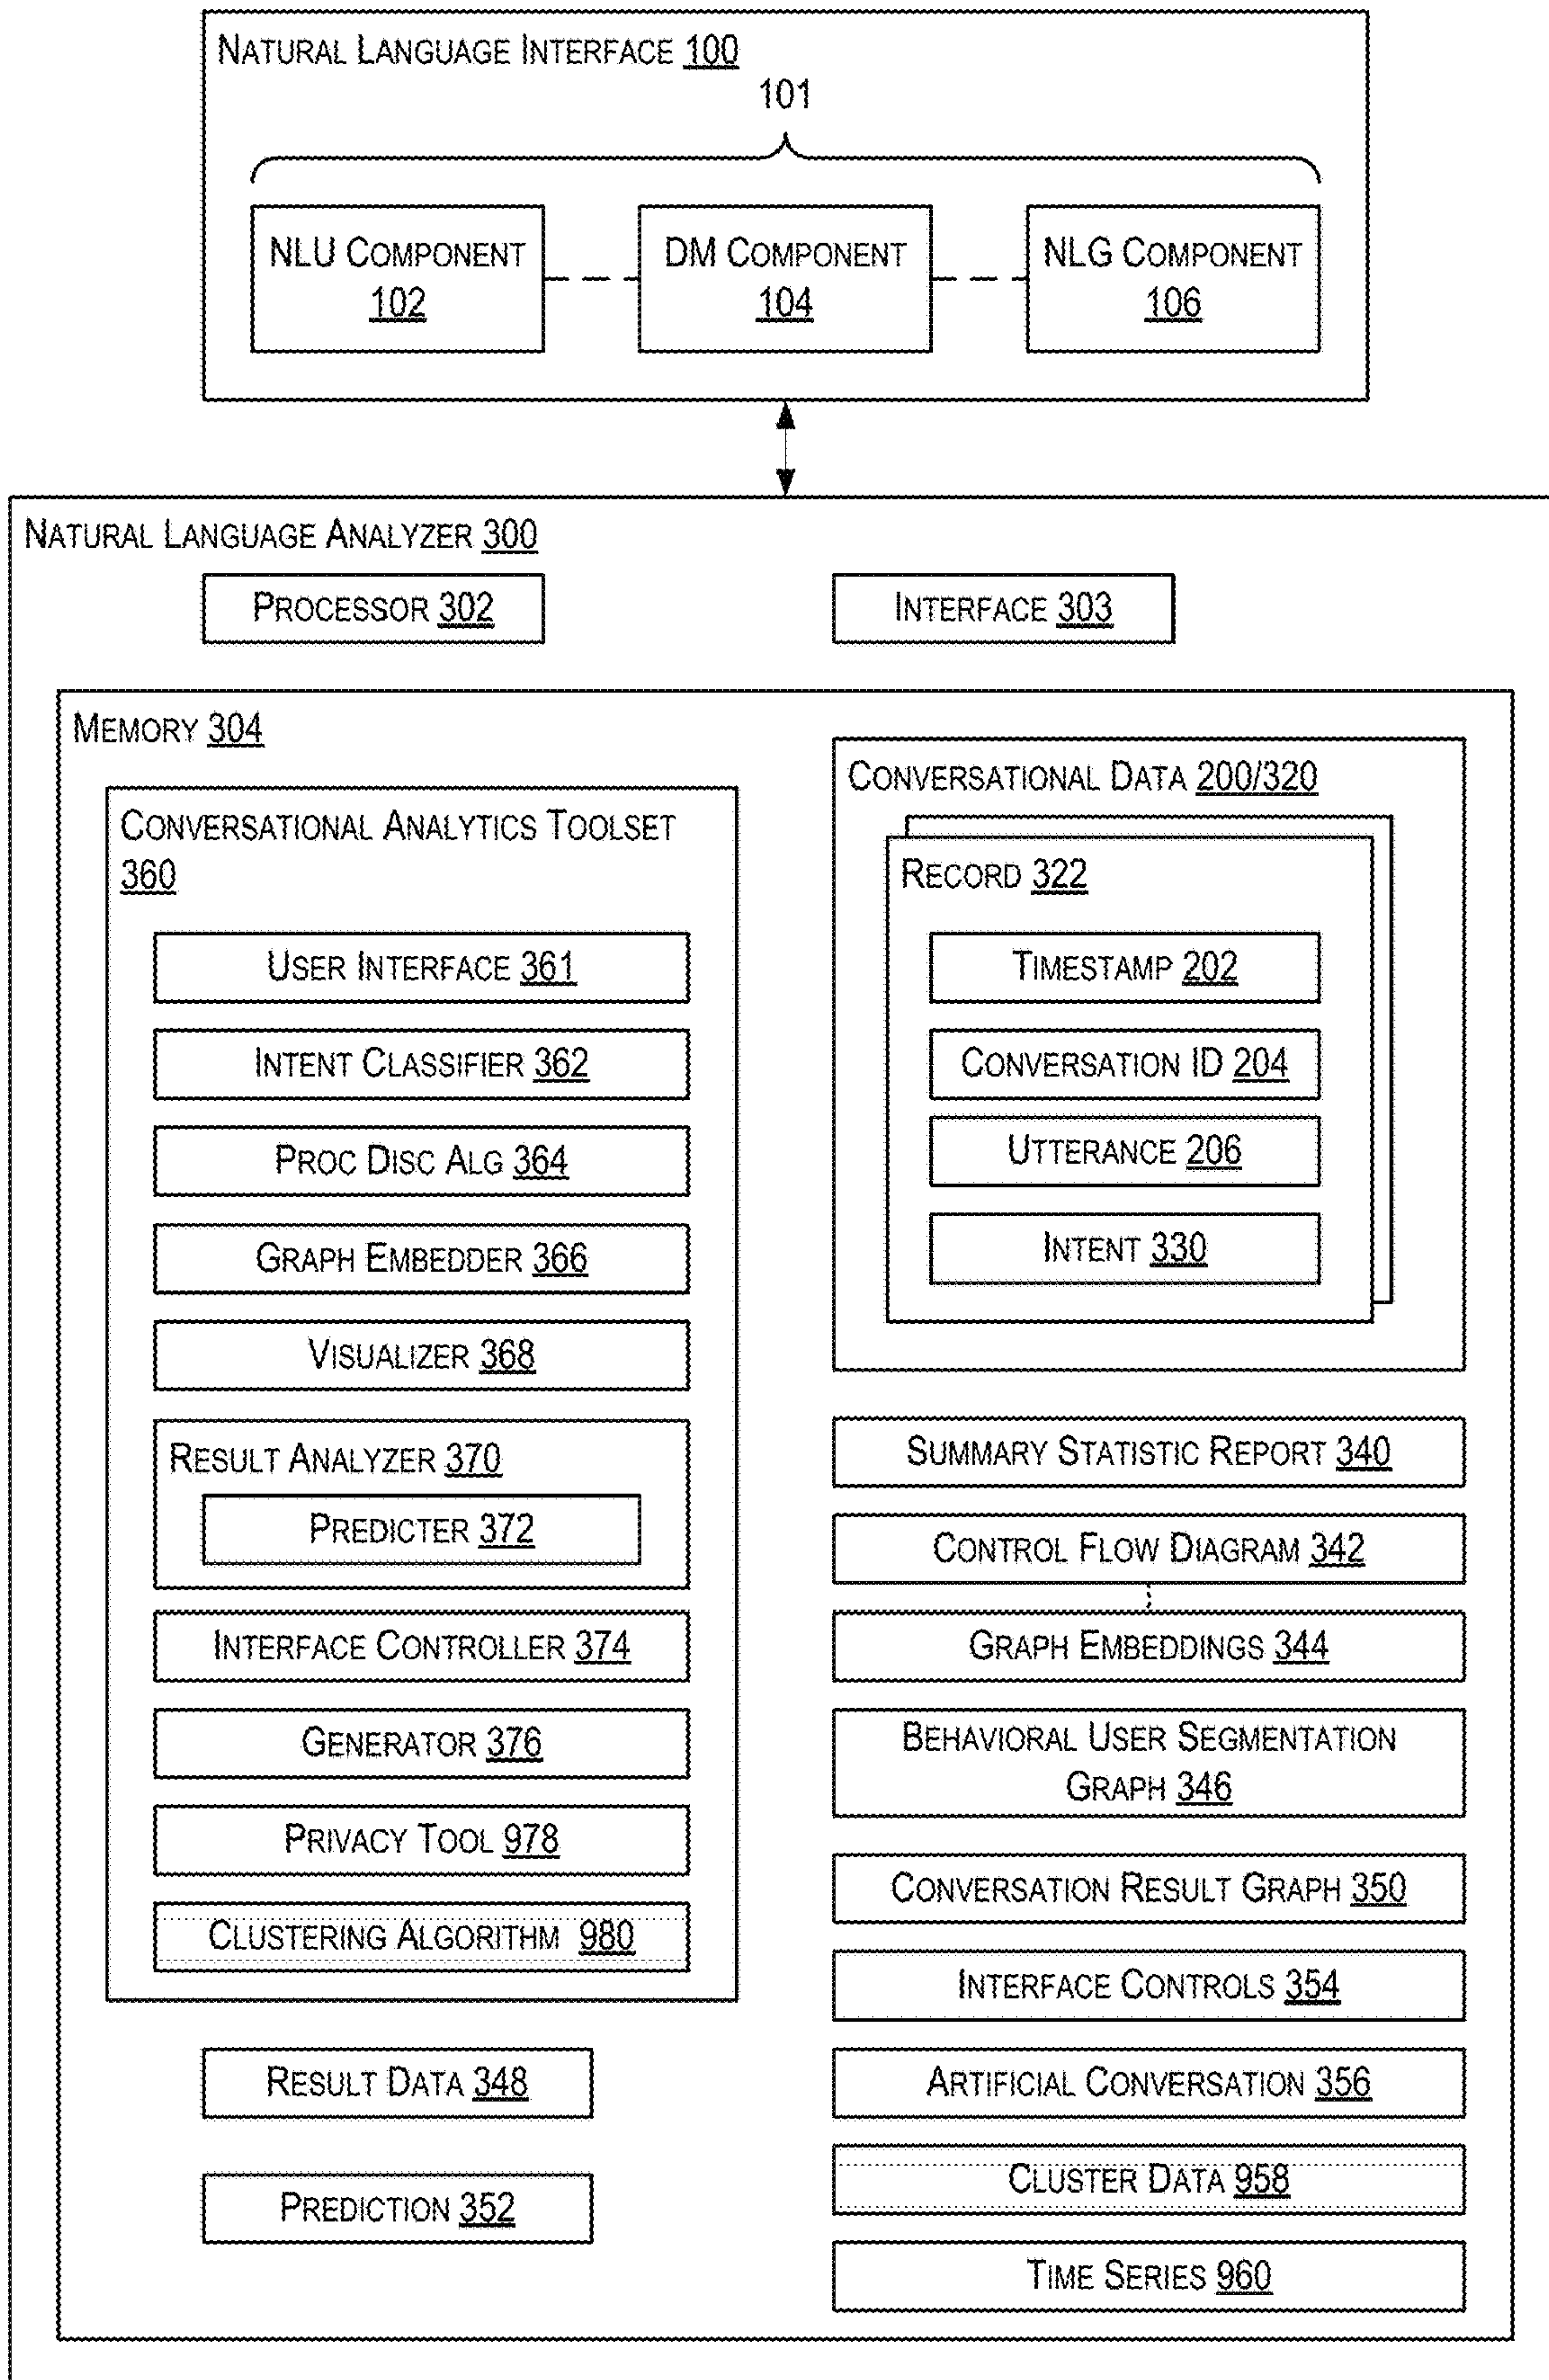 NATURAL LANGUAGE INTERFACE 100
101
NLU COMPONENT
102
DM COMPONENT
104
NLG COMPONENT
106
NATURAL LANGUAGE ANALYZER 300
PROCESSOR 302
INTERFACE 303
MEMORY 304
CONVERSATIONAL ANALYTICS TOOLSET
360
USER INTERFACE 361
INTENT CLASSIFIER 362
PROC DISC ALG 364
GRAPH EMBEDDER 366
VISUALIZER 368
RESULT ANALYZER 370
PREDICTER 372
INTERFACE CONTROLLER 374
GENERATOR 376
PRIVACY TOOL 978
CLUSTERING ALGORITHM 980
RESULT DATA 348
PREDICTION 352
CONVERSATIONAL DATA 200/320
RECORD 322
TIMESTAMP 202
CONVERSATION ID 204
UTTERANCE 206
INTENT 330
SUMMARY STATISTIC REPORT 340
CONTROL FLOW DIAGRAM 342
GRAPH EMBEDDINGS 344
BEHAVIORAL USER SEGMENTATION
GRAPH 346
CONVERSATION RESULT GRAPH 350
INTERFACE CONTROLS 354
ARTIFICIAL CONVERSATION 356
CLUSTER DATA 958
TIME SERIES 960